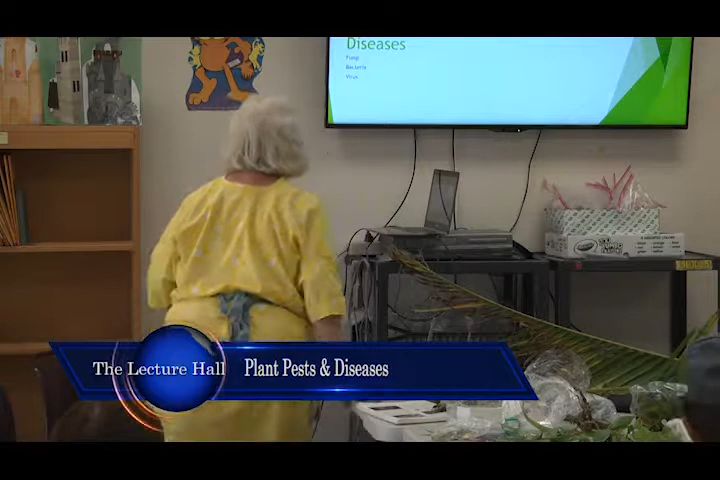 Diseases
Fungi
Bacteria
Virus
The Lecture Hall
Plant Pests & Diseases